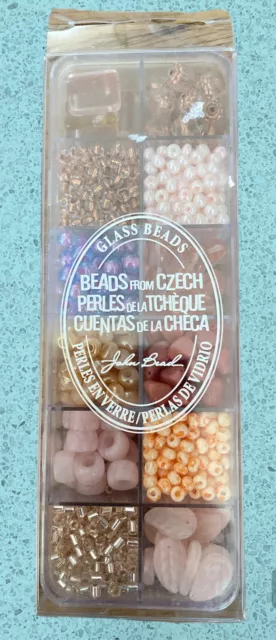 GLASS BEADS
BEADS FROM CZECH
PERLES DE LA TCHÈQUE
CUENTAS DE LA CHECA
John Bead
PERLES EN VERRE/PERLAS DE VIDRIO